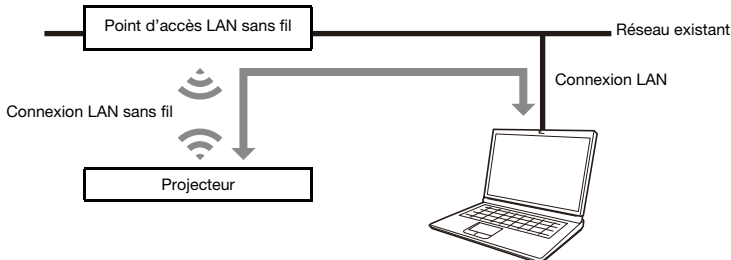 Point d'accès LAN sans fil
Réseau existant
Connexion LAN
Connexion LAN sans fil
Projecteur